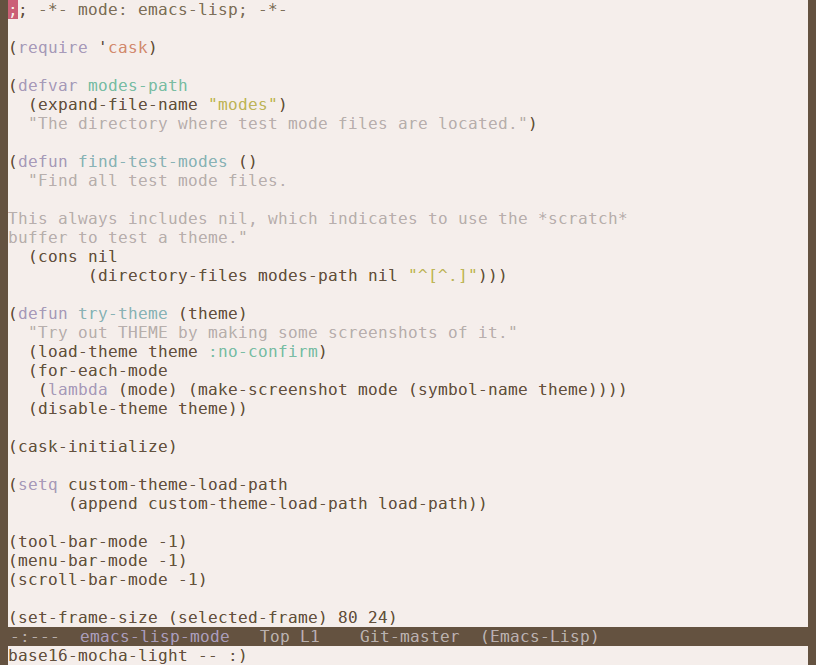 ;; -*- mode: emacs-lisp; -*-

(require 'cask)

(defvar modes-path
  (expand-file-name "modes")
  "The directory where test mode files are located.")

(defun find-test-modes ()
  "Find all test mode files.

This always includes nil, which indicates to use the *scratch*
buffer to test a theme."
  (cons nil
        (directory-files modes-path nil "^[^.]")))

(defun try-theme (theme)
  "Try out THEME by making some screenshots of it."
  (load-theme theme :no-confirm)
  (for-each-mode
   (lambda (mode) (make-screenshot mode (symbol-name theme))))
  (disable-theme theme))

(cask-initialize)

(setq custom-theme-load-path
      (append custom-theme-load-path load-path))

(tool-bar-mode -1)
(menu-bar-mode -1)
(scroll-bar-mode -1)

(set-frame-size (selected-frame) 80 24)
-:---  emacs-lisp-mode   Top L1    Git-master  (Emacs-Lisp)
base16-mocha-light -- :)